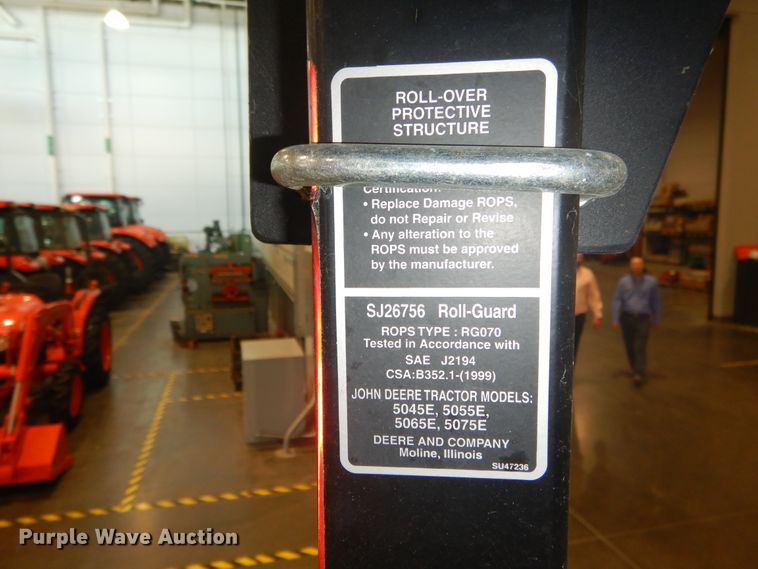 ROLL-OVER
PROTECTIVE
STRUCTURE
Certification:
• Replace Damage ROPS,
do not Repair or Revise
• Any alteration to the
ROPS must be approved
by the manufacturer.
SJ26756 Roll-Guard
ROPS TYPE : RG070
Tested in Accordance with
SAE J2194
CSA:B352.1-(1999)
JOHN DEERE TRACTOR MODELS:
5045E, 5055E,
5065E, 5075E
DEERE AND COMPANY
Moline, Illinois
SU47236
Purple Wave Auction